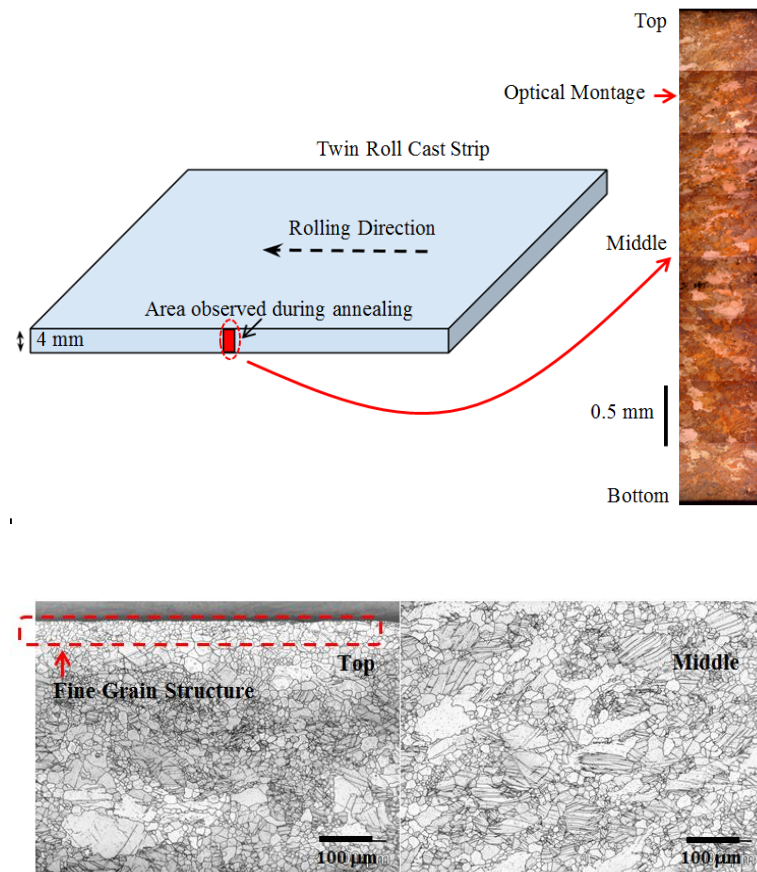 Top
Optical Montage
Twin Roll Cast Strip
Rolling Direction
Middle
Area observed during annealing
4 mm
0.5 mm
Bottom
Top
Middle
Fine Grain Structure
100 µm
100 µm